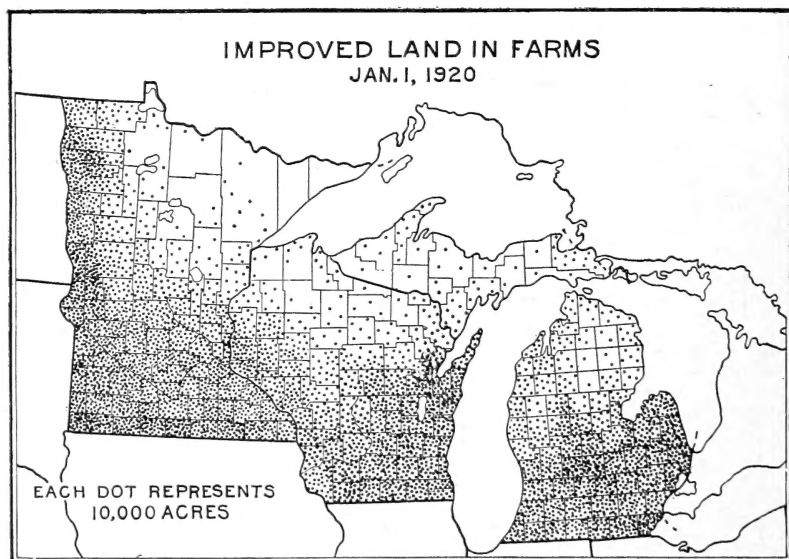 IMPROVED LAND IN FARMS
JAN. 1, 1920
EACH DOT REPRESENTS
10,000 ACRES